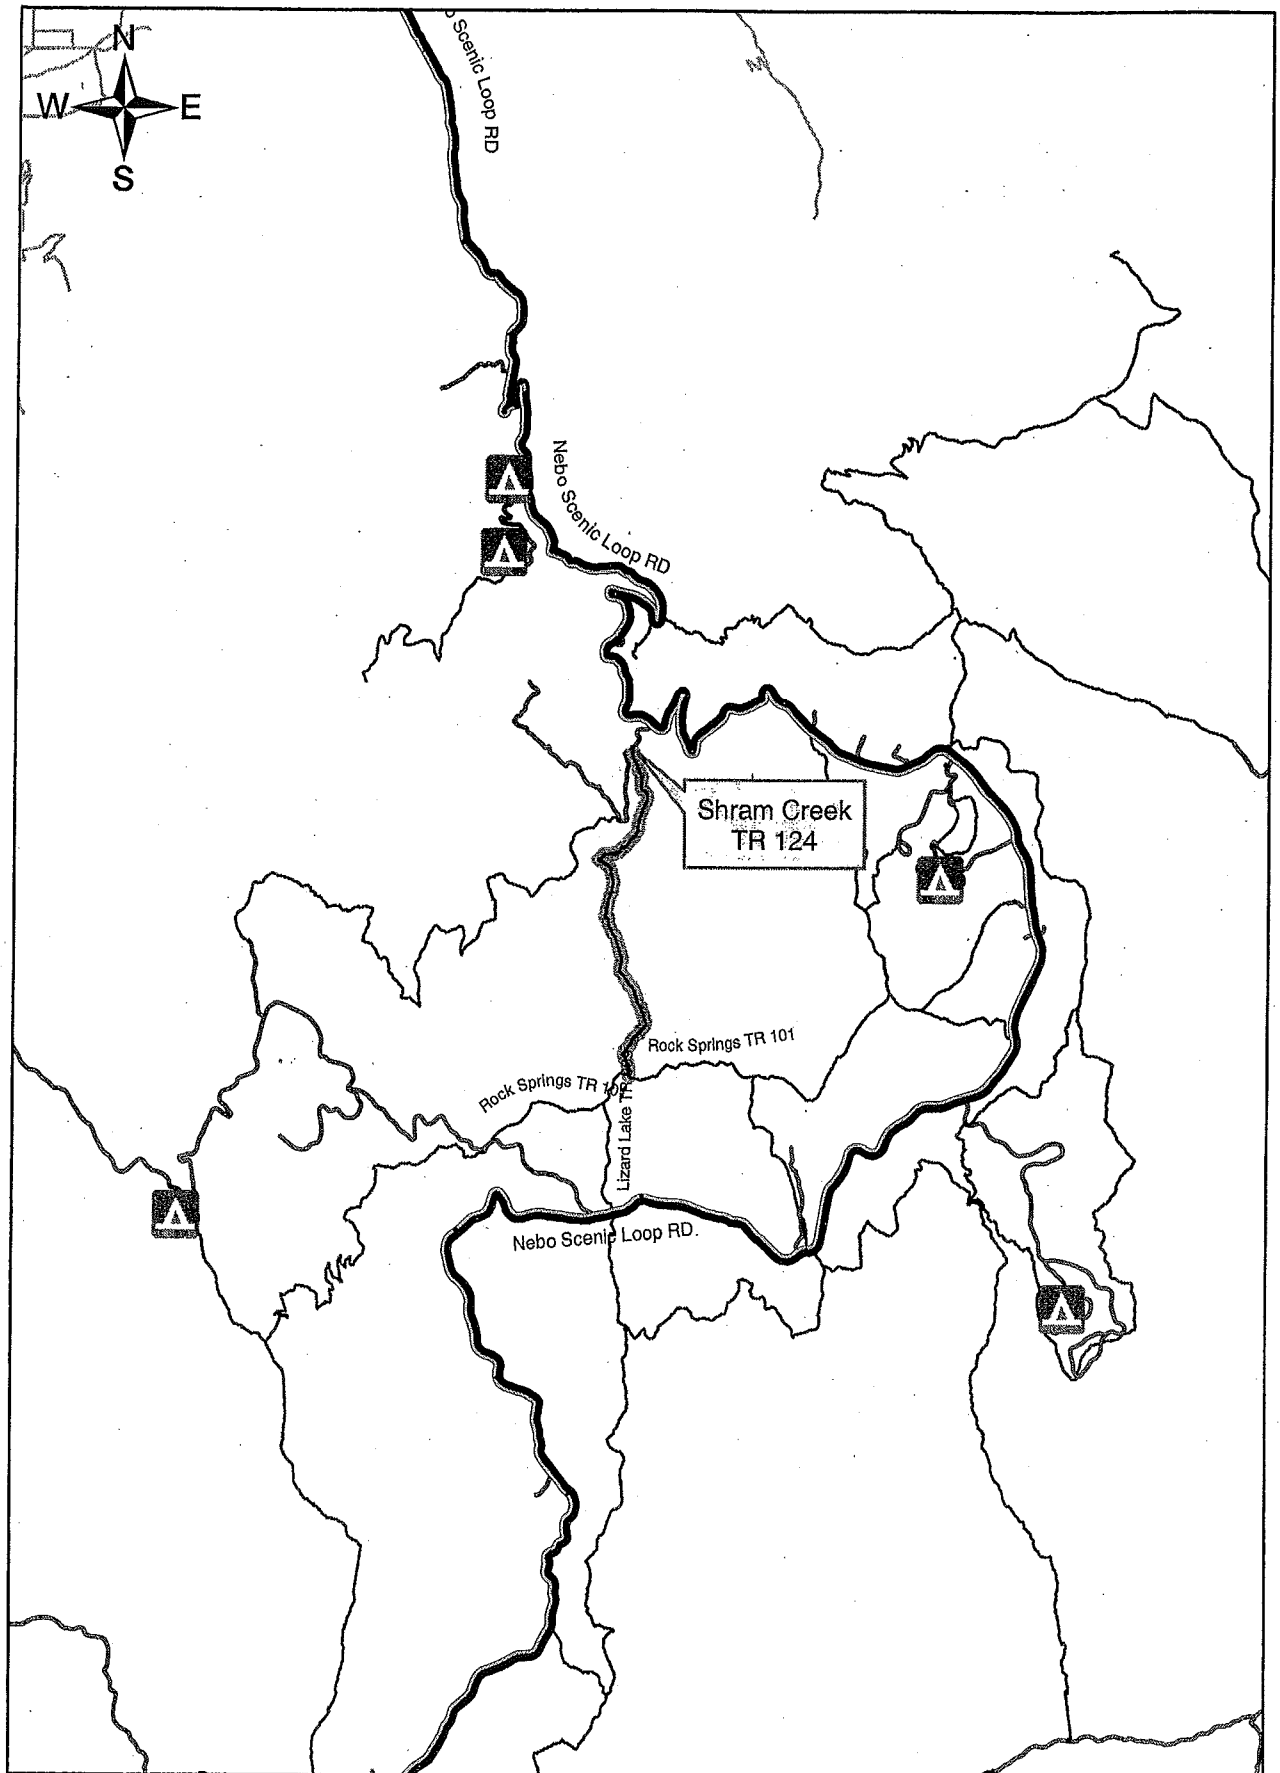 N
W E
S
Scenic Loop RD
Nebo Scenic Loop RD
Shram Creek
TR 124
Rock Springs TR 101
Rock Springs TR
Lizard Lake TR
Nebo Scenic Loop RD.